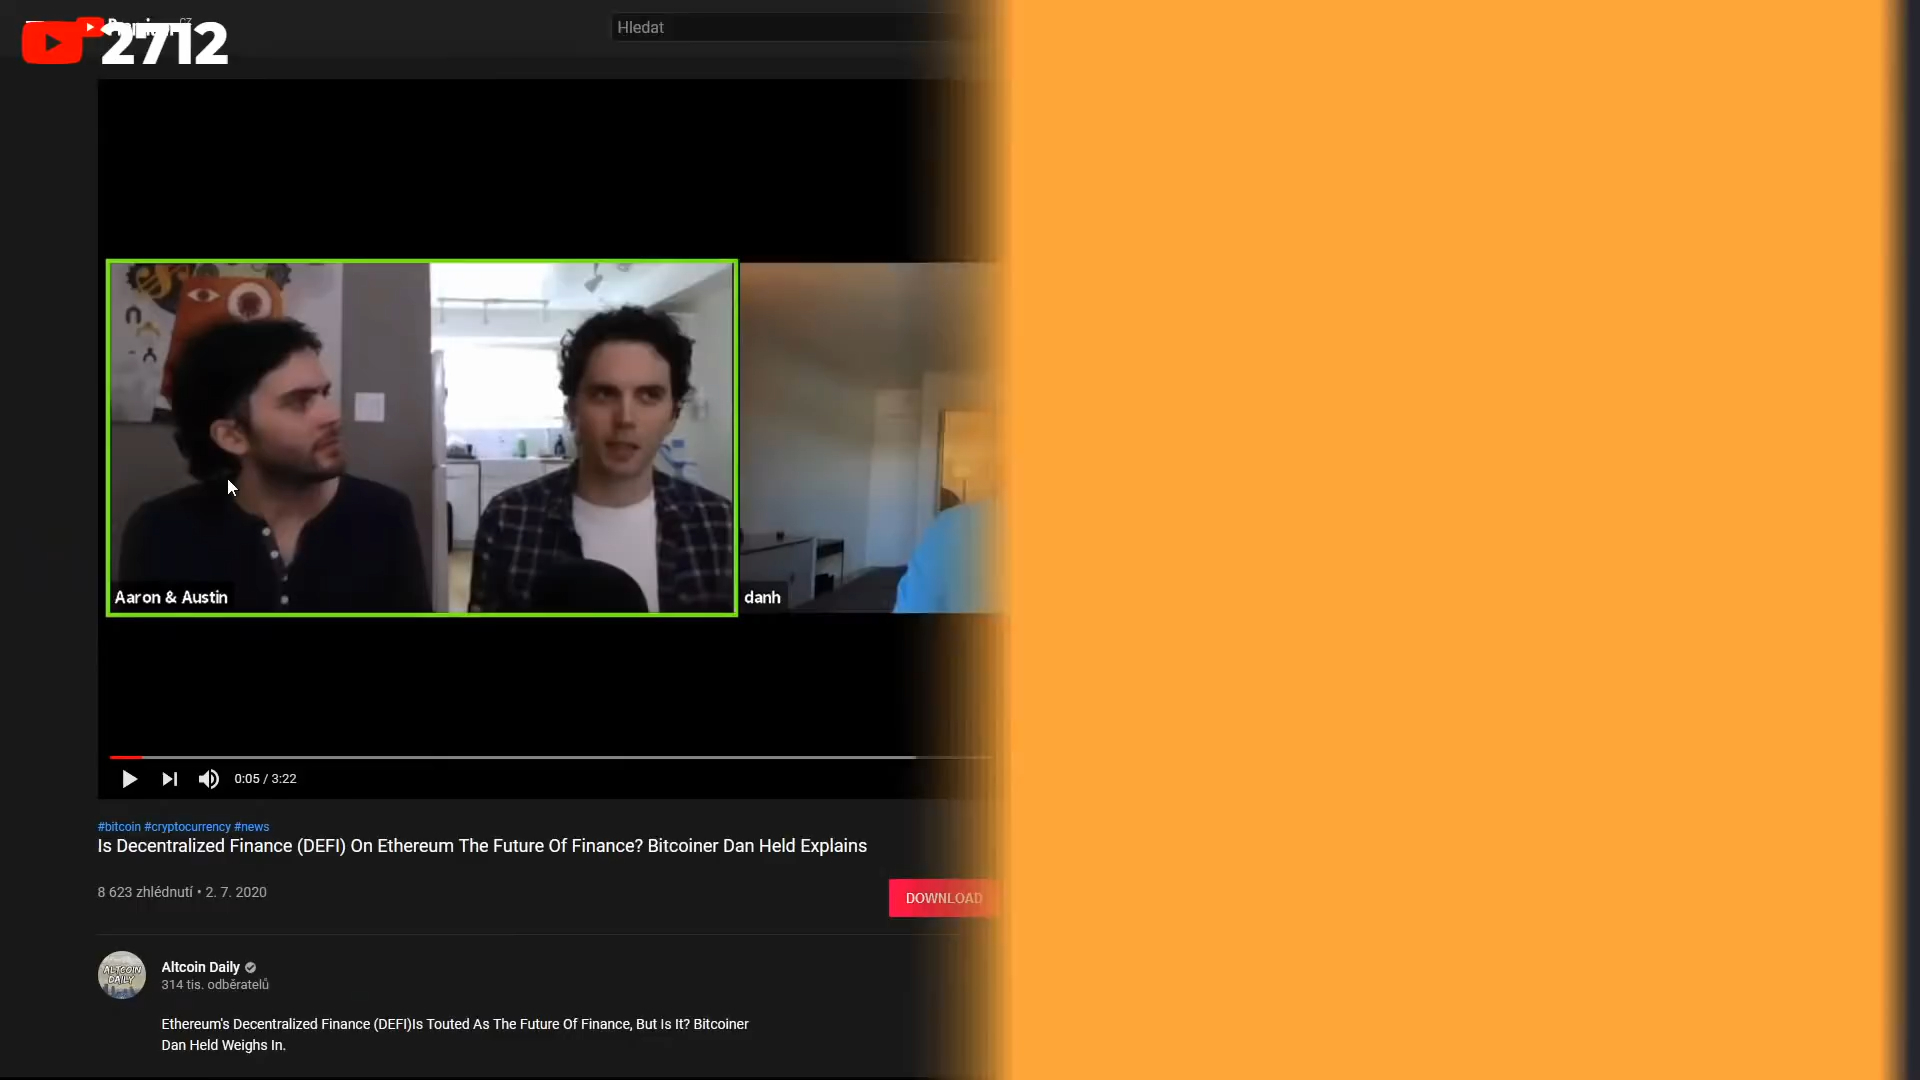 2712
CZ
Hledat
Aaron & Austin
danh
0:05 / 3:22
#bitcoin #cryptocurrency #news
Is Decentralized Finance (DEFI) On Ethereum The Future Of Finance? Bitcoiner Dan Held Explains
8 623 zhlédnutí • 2. 7. 2020
DOWNLOAD
ALTCOIN
DAILY
Altcoin Daily
314 tis. odběratelů
Ethereum's Decentralized Finance (DEFI)Is Touted As The Future Of Finance, But Is It? Bitcoiner
Dan Held Weighs In.